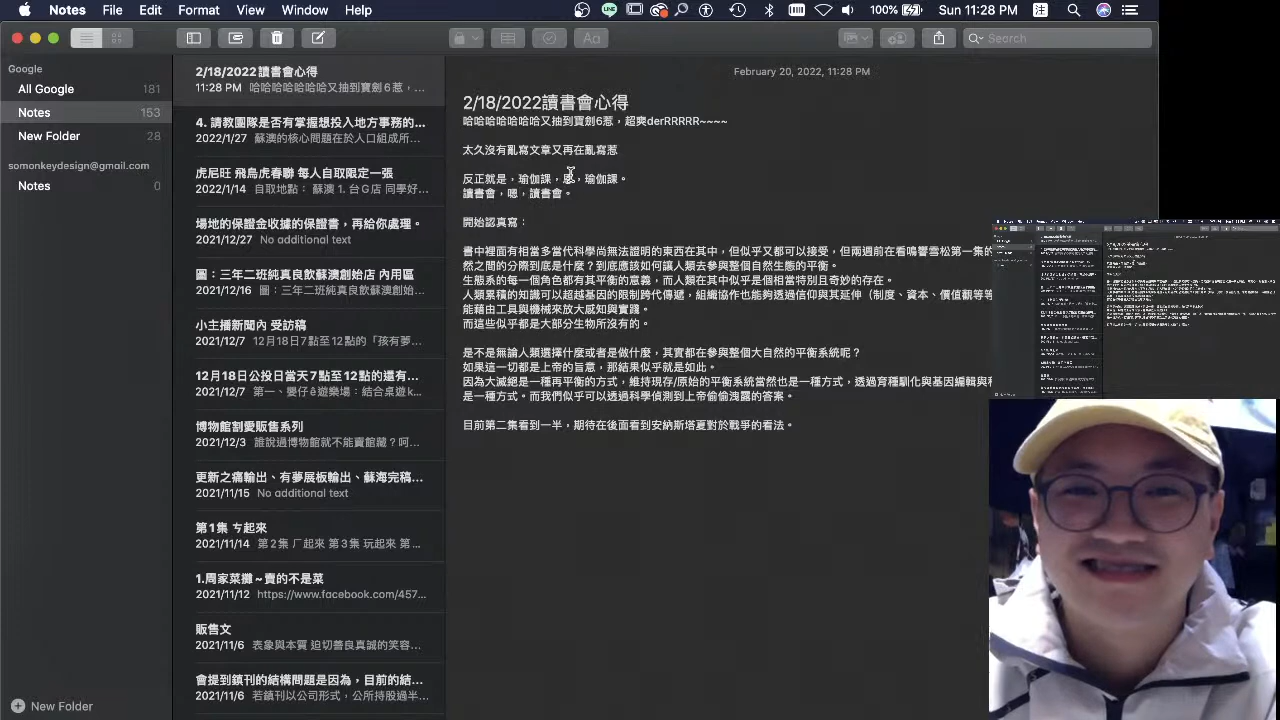 Notes File Edit Format View Window Help
100% Sun 11:28 PM 注
Aa
Search
Google
All Google 181
Notes 153
New Folder 28
somonkeydesign@gmail.com
Notes 0
New Folder
2/18/2022讀書會心得
11:28 PM 哈哈哈哈哈哈哈又抽到寶劍6惹，...
4. 請教團隊是否有掌握想投入地方事務的...
2022/1/27 蘇澳的核心問題在於人口組成所...
虎尼旺 飛鳥虎春聯 每人自取限定一張
2022/1/14 自取地點： 蘇澳 1. 台G店 同學好...
場地的保證金收據的保證書，再給你處理。
2021/12/27 No additional text
圖：三年二班純真百款蘇澳創始店 內用區
2021/12/16 圖：三年二班純真百款蘇澳創始...
小主播新聞內 受訪稿
2021/12/7 12月18日7點至12點的「孩有夢...
12月18日公投日當天7點至12點的還有...
2021/12/7 第一、要仔8遊樂場：結合桌遊k...
博物館割愛販售系列
2021/12/3 誰說過博物館就不能賣館藏？呵...
更新之痛輸出、有夢展板輸出、蘇海完稿...
2021/11/15 No additional text
第1集 ㄘ起來
2021/11/14 第2集 ㄏ起來 第3集 玩起來 第...
1.周家菜攤~賣的不是菜
2021/11/12 https://www.facebook.com/457...
販售文
2021/11/6 表象與本質 迫切善良真誠的笑容...
會提到鎮刊的結構問題是因為，目前的結...
2021/11/6 若鎮刊以公司形式，公所持股過半...
February 20, 2022, 11:28 PM
2/18/2022讀書會心得
哈哈哈哈哈哈哈又抽到寶劍6惹，超爽derRRRRR~~~~
太久沒有亂寫文章又再在亂寫惹
反正就是，瑜伽課，恩，瑜伽課。
讀書會，嗯，讀書會。
開始認真寫：
書中裡面有相當多當代科學尚無法證明的東西在其中，但似乎又都可以接受，但兩週前在看鳴響雪松第一集的
然之間的分際到底是什麼？到底應該如何讓人類去參與整個自然生態的平衡。
生態系的每一個角色都有其平衡的意義，而人類在其中似乎是個相當特別且奇妙的存在。
人類累積的知識可以超越基因的限制跨代傳遞，組織協作也能夠透過信仰與其延伸（制度、資本、價值觀等等
能藉由工具與機械來放大感知與實踐。
而這些似乎都是大部分生物所沒有的。
是不是無論人類選擇什麼或者是做什麼，其實都在參與整個大自然的平衡系統呢？
如果這一切都是上帝的旨意，那結果似乎就是如此。
因為大滅絕是一種再平衡的方式，維持現存/原始的平衡系統當然也是一種方式，透過育種馴化與基因編輯與
是一種方式。而我們似乎可以透過科學偵測到上帝偷偷洩露的答案。
目前第二集看到一半，期待在後面看到安納斯塔夏對於戰爭的看法。